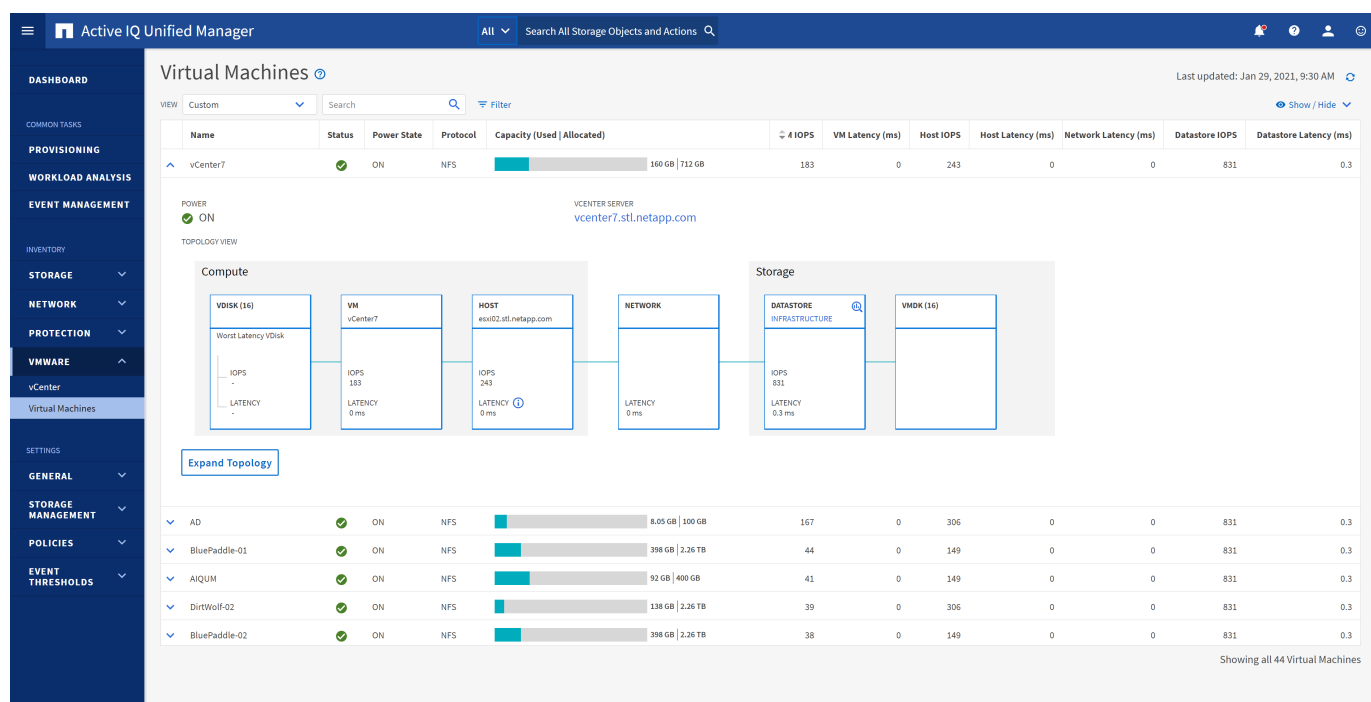 Active IQ Unified Manager
All
Search All Storage Objects and Actions
DASHBOARD
COMMON TASKS
PROVISIONING
WORKLOAD ANALYSIS
EVENT MANAGEMENT
INVENTORY
STORAGE
NETWORK
PROTECTION
VMWARE
vCenter
Virtual Machines
SETTINGS
GENERAL
STORAGE
MANAGEMENT
POLICIES
EVENT
THRESHOLDS
Virtual Machines
Last updated: Jan 29, 2021, 9:30 AM
VIEW Custom Search Filter Show / Hide
Name Status Power State Protocol Capacity (Used | Allocated) IOPS VM Latency (ms) Host IOPS Host Latency (ms) Network Latency (ms) Datastore IOPS Datastore Latency (ms)
vCenter7 ON NFS 160 GB | 712 GB 183 0 243 0 0 831 0.3
POWER
ON
VCENTER SERVER
vcenter7.stl.netapp.com
TOPOLOGY VIEW
Compute
VDISK (16)
Worst Latency VDisk
IOPS
-
LATENCY
-
VM
vCenter7
IOPS
183
LATENCY
0 ms
HOST
esxi02.stl.netapp.com
IOPS
243
LATENCY
0 ms
NETWORK
LATENCY
0 ms
Storage
DATASTORE
INFRASTRUCTURE
IOPS
831
LATENCY
0.3 ms
VMDK (16)
Expand Topology
AD ON NFS 8.05 GB | 100 GB 167 0 306 0 0 831 0.3
BluePaddle-01 ON NFS 398 GB | 2.26 TB 44 0 149 0 0 831 0.3
AIQUM ON NFS 92 GB | 400 GB 41 0 149 0 0 831 0.3
DirtWolf-02 ON NFS 138 GB | 2.26 TB 39 0 306 0 0 831 0.3
BluePaddle-02 ON NFS 398 GB | 2.26 TB 38 0 149 0 0 831 0.3
Showing all 44 Virtual Machines